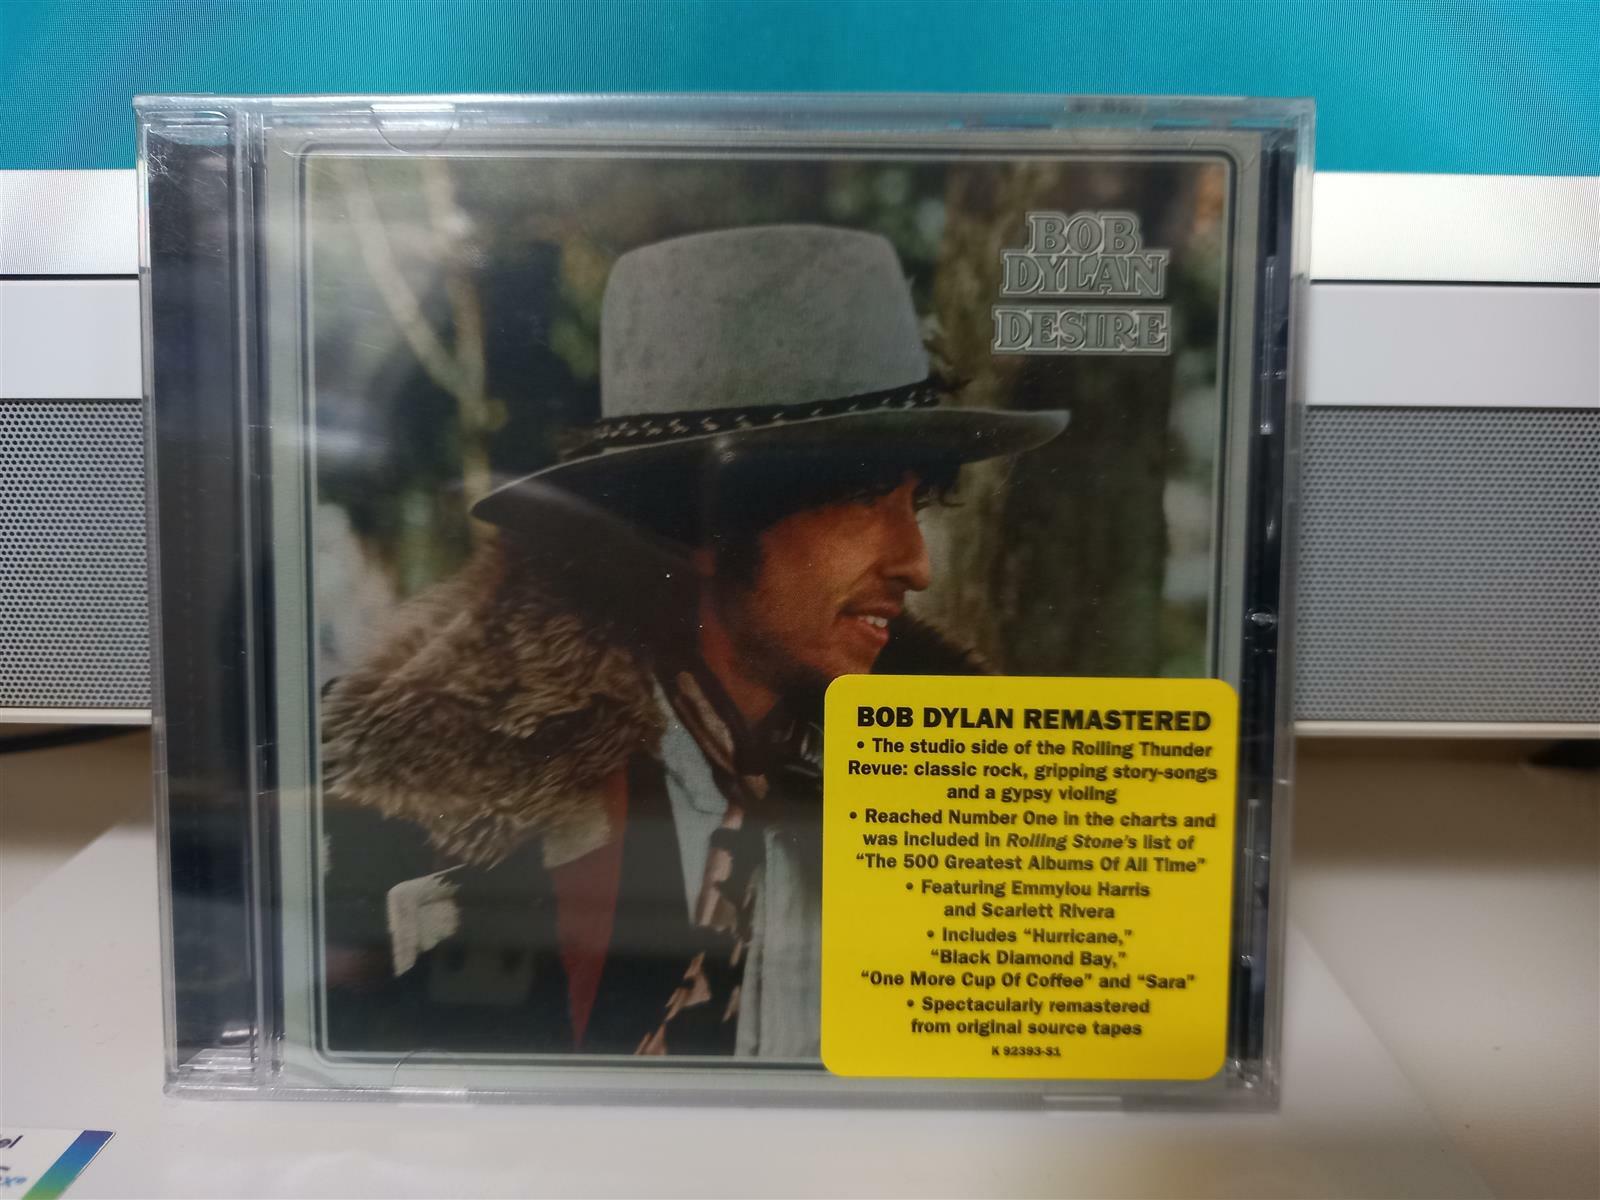 BOB
DYLAN
DESIRE
BOB DYLAN REMASTERED
• The studio side of the Rolling Thunder
Revue: classic rock, gripping story-songs
and a gypsy violing
• Reached Number One in the charts and
was included in Rolling Stone's list of
“The 500 Greatest Albums Of All Time”
• Featuring Emmylou Harris
and Scarlett Rivera
• Includes “Hurricane,”
“Black Diamond Bay,”
“One More Cup Of Coffee” and “Sara”
• Spectacularly remastered
from original source tapes
K 92393-S1